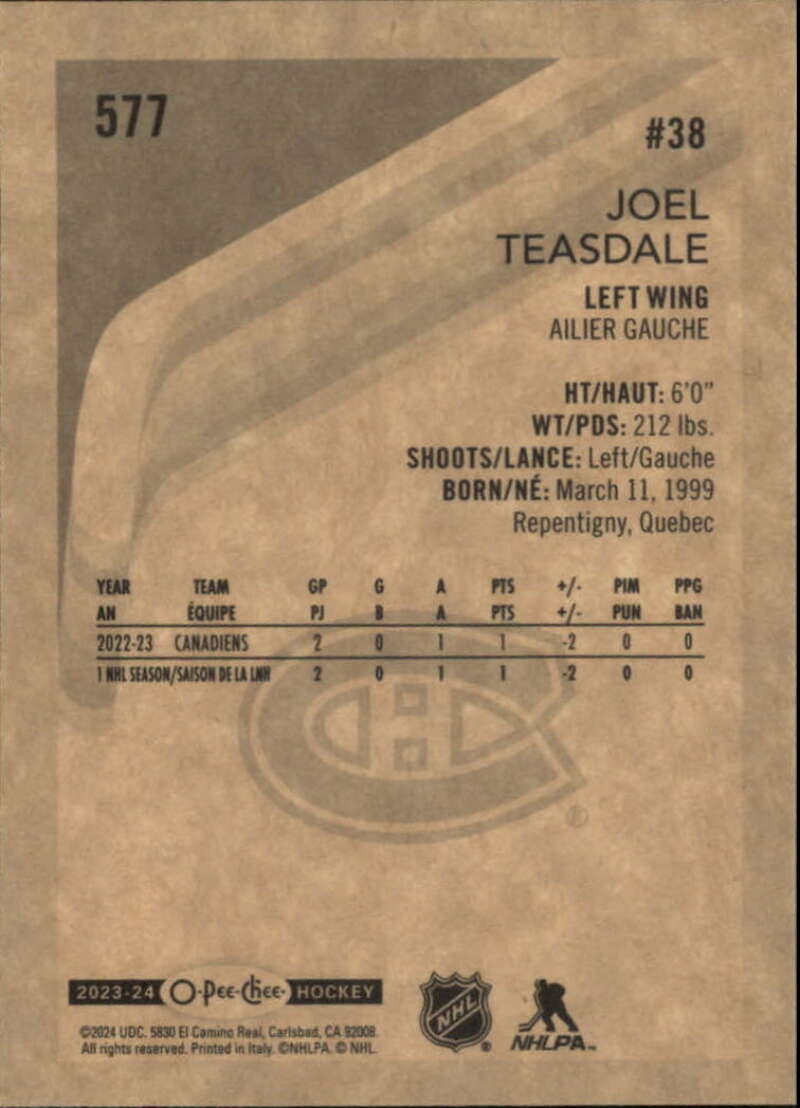 577
#38
JOEL
TEASDALE
LEFT WING
AILIER GAUCHE
HT/HAUT: 6'0"
WT/PDS: 212 lbs.
SHOOTS/LANCE: Left/Gauche
BORN/NÉ: March 11, 1999
Repentigny, Quebec
YEAR TEAM GP G A PTS +/- PIM PPG
AN ÉQUIPE PJ B A PTS +/- PUN BAN
2022-23 CANADIENS 2 0 1 1 -2 0 0
1 NHL SEASON/SAISON DE LA LNH 2 0 1 1 -2 0 0
®
2023-24 O-Pee-Chee HOCKEY
©2024 UDC. 5830 El Camino Real, Carlsbad, CA 92008.
All rights reserved. Printed in Italy. ©NHLPA. © NHL.
NHL ®
NHLPA™